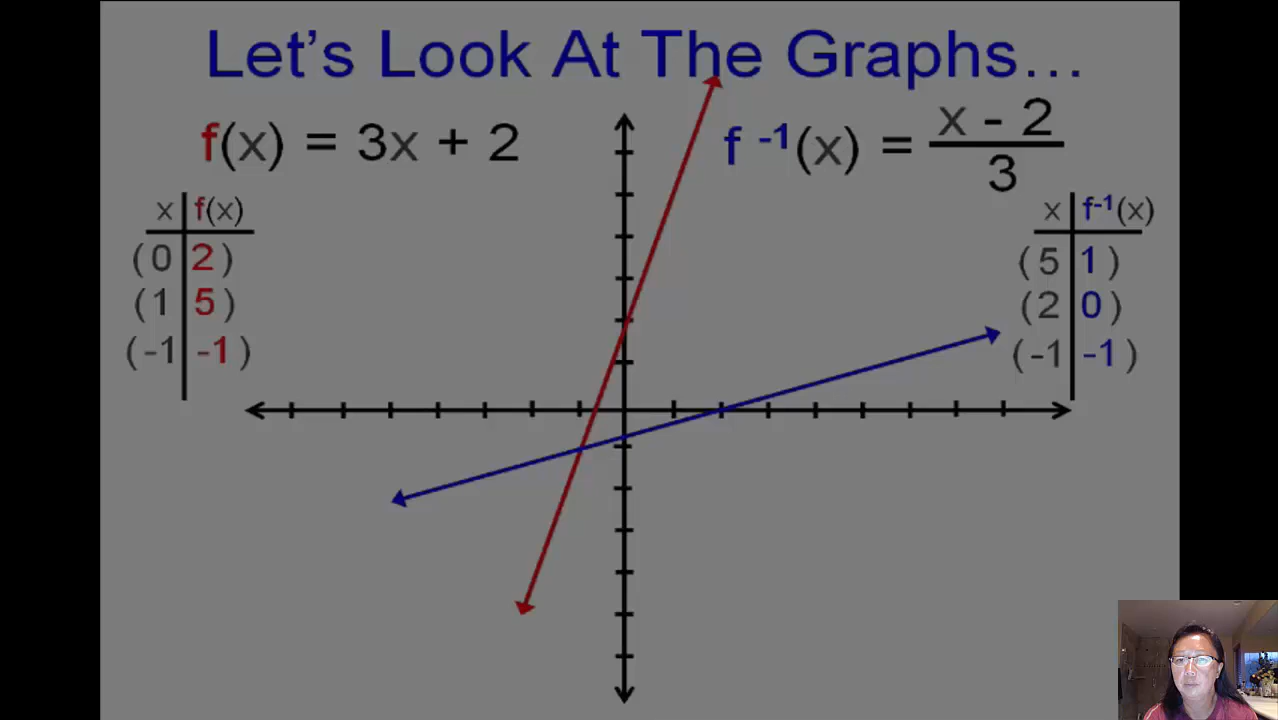 Let's Look At The Graphs…
f(x) = 3x + 2
f -1(x) = x - 2
3
x f(x)
(0 2)
(1 5)
(-1 -1)
x f-1(x)
(5 1)
(2 0)
(-1 -1)